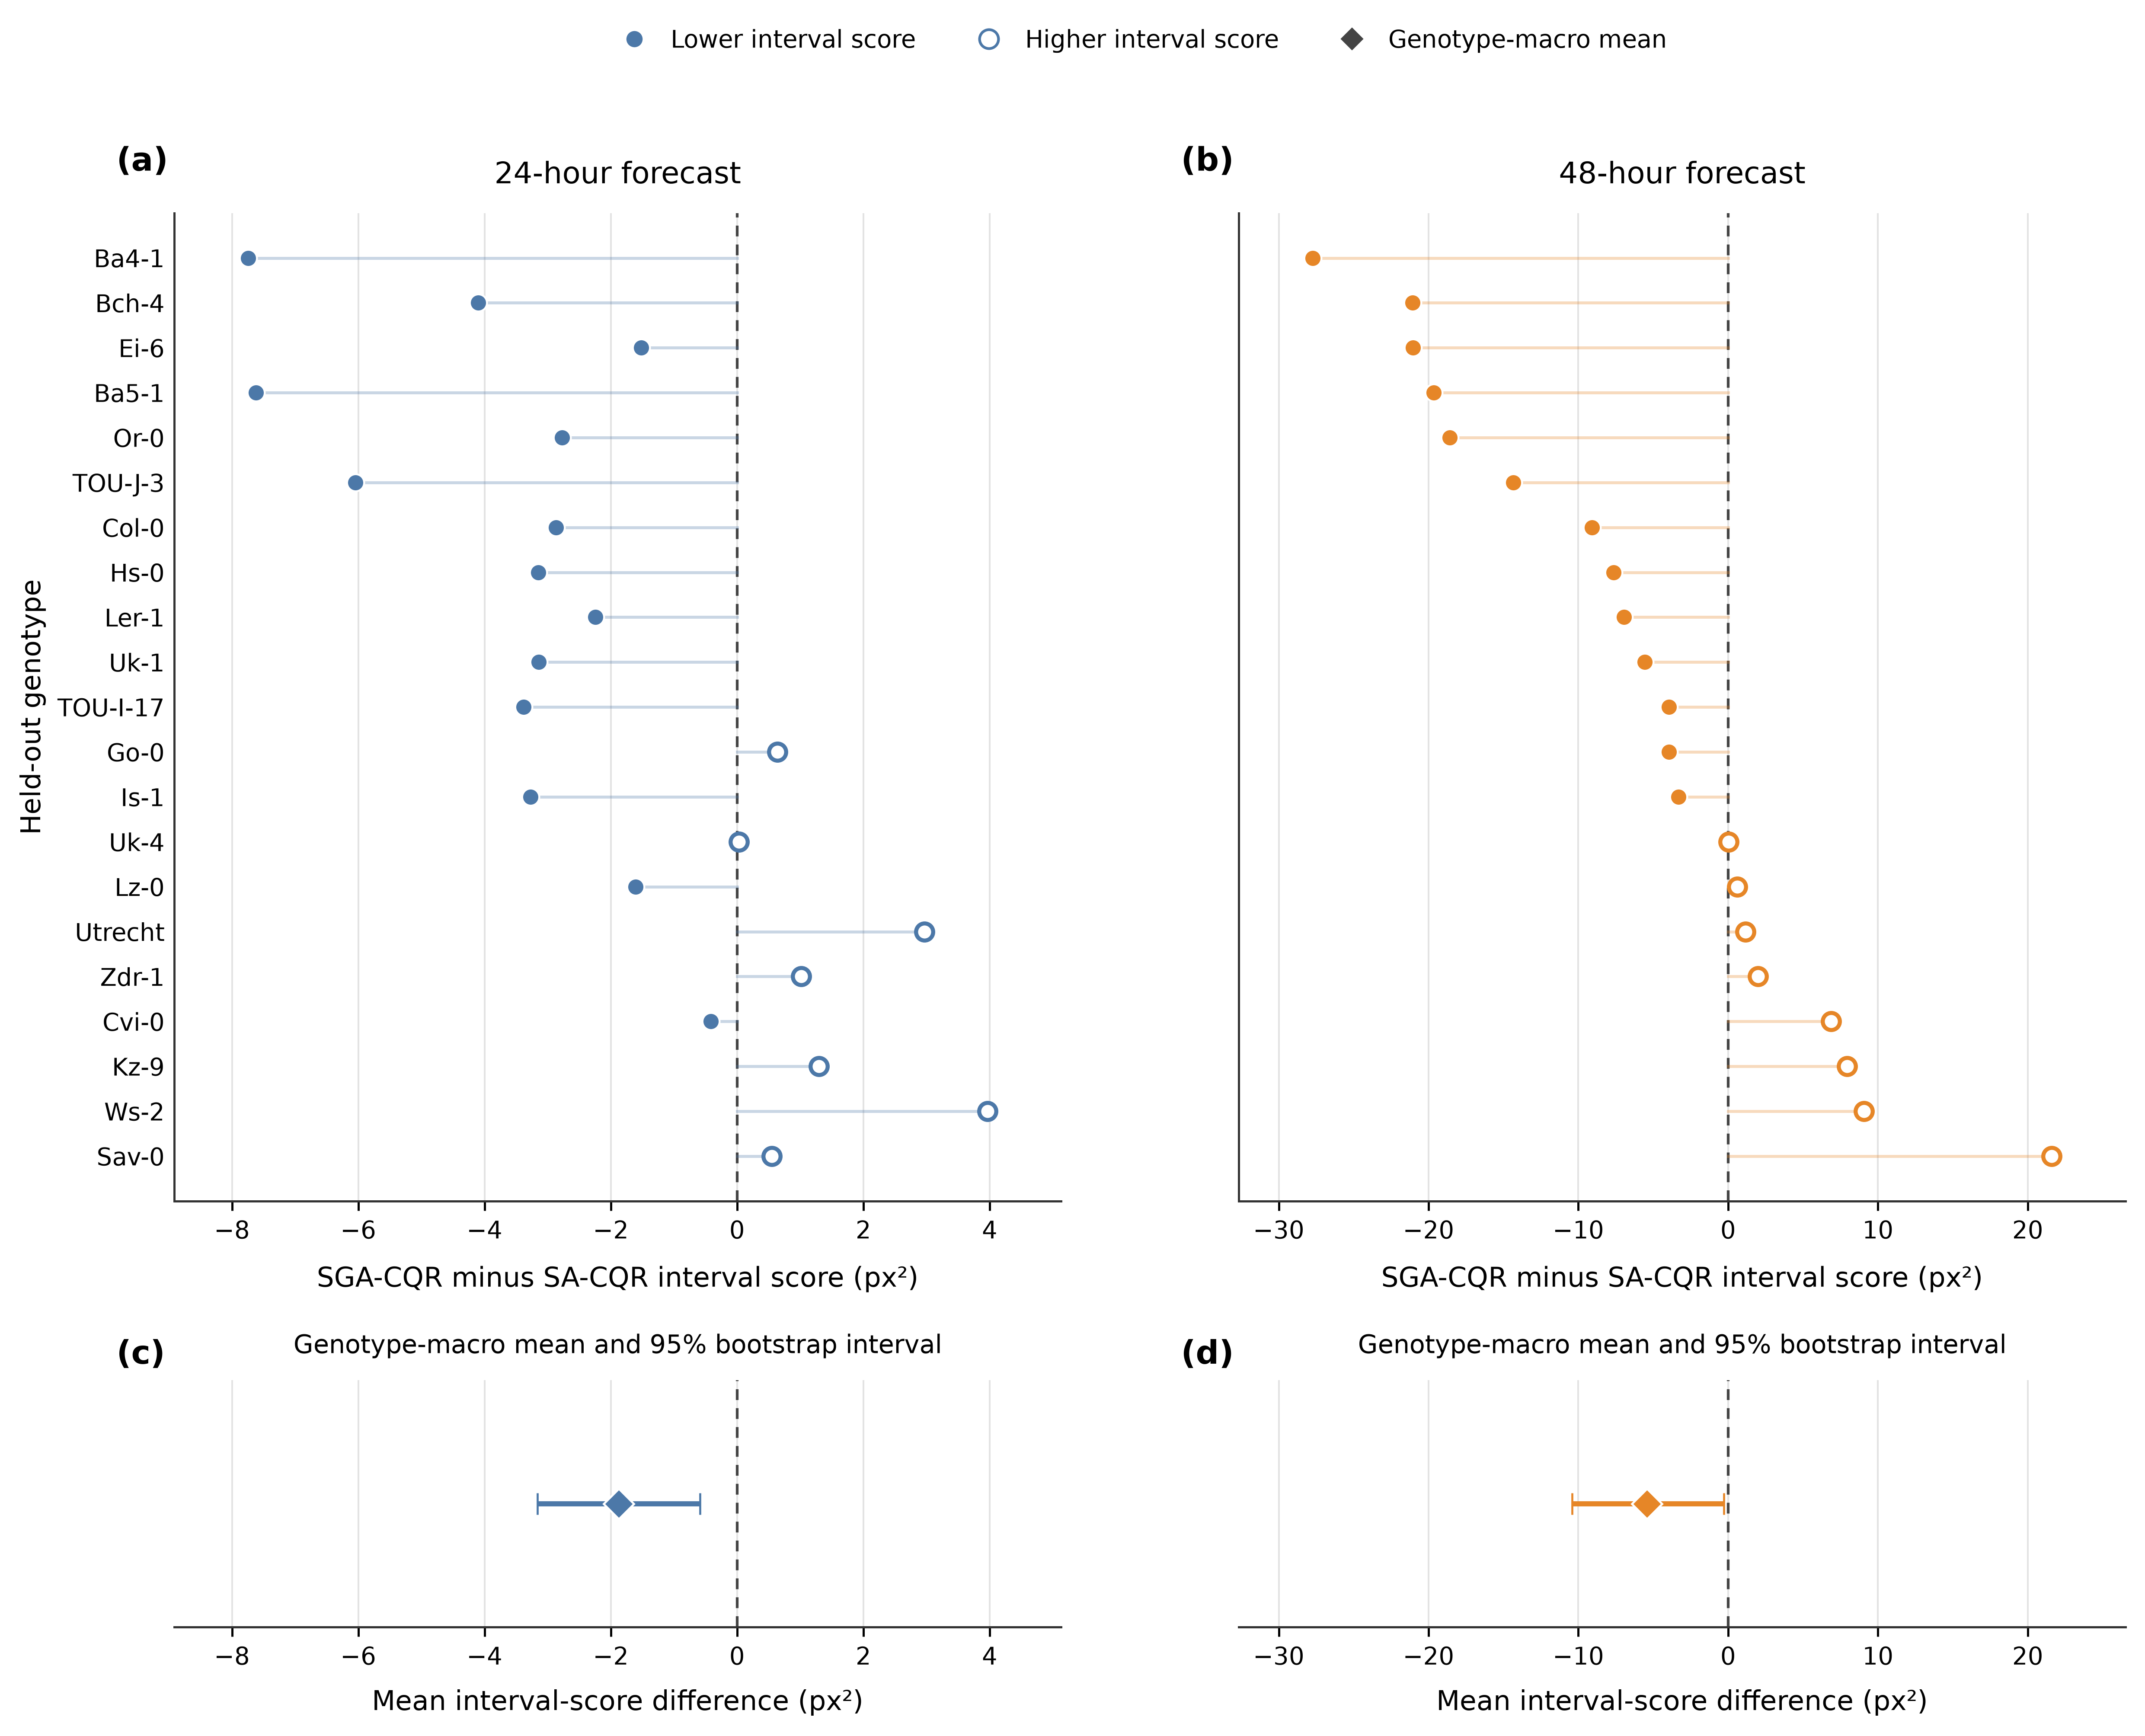 Lower interval score
Higher interval score
Genotype-macro mean
(a)
24-hour forecast
Held-out genotype
Ba4-1
Bch-4
Ei-6
Ba5-1
Or-0
TOU-J-3
Col-0
Hs-0
Ler-1
Uk-1
TOU-I-17
Go-0
Is-1
Uk-4
Lz-0
Utrecht
Zdr-1
Cvi-0
Kz-9
Ws-2
Sav-0
−8 −6 −4 −2 0 2 4
SGA-CQR minus SA-CQR interval score (px²)
(b)
48-hour forecast
−30 −20 −10 0 10 20
SGA-CQR minus SA-CQR interval score (px²)
(c)
Genotype-macro mean and 95% bootstrap interval
−8 −6 −4 −2 0 2 4
Mean interval-score difference (px²)
(d)
Genotype-macro mean and 95% bootstrap interval
−30 −20 −10 0 10 20
Mean interval-score difference (px²)